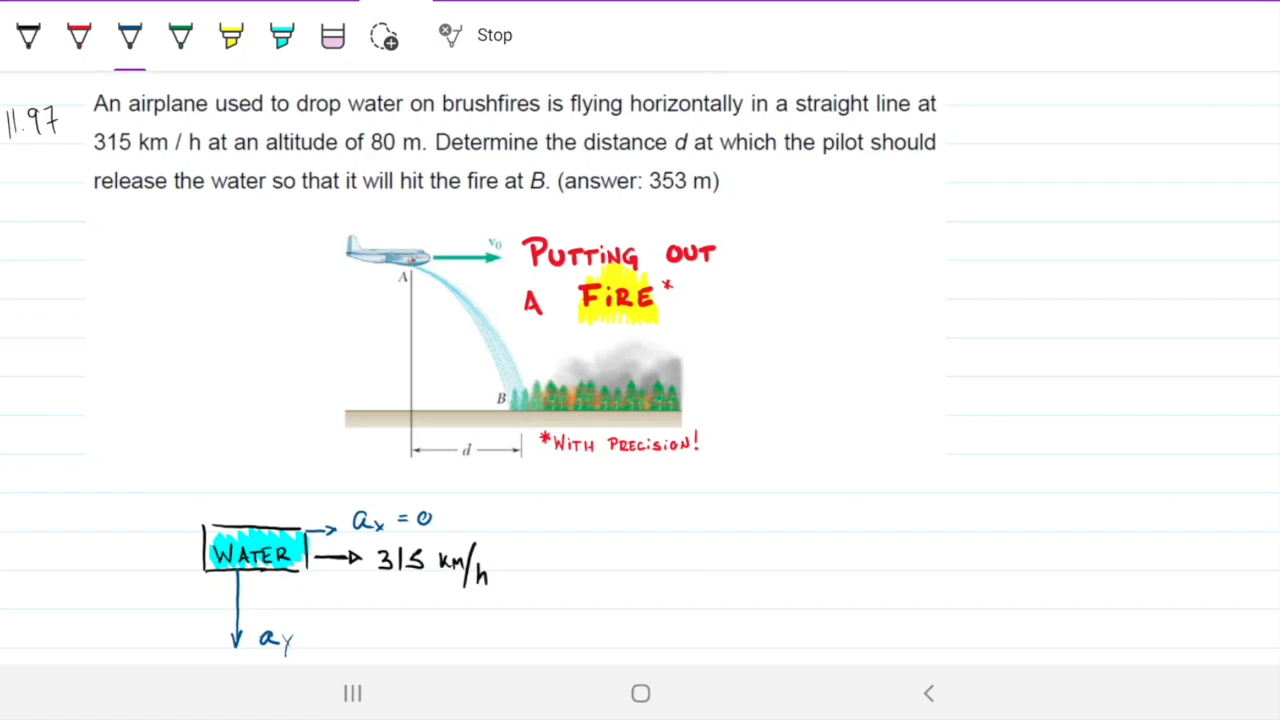 Stop
11.97
An airplane used to drop water on brushfires is flying horizontally in a straight line at
315 km / h at an altitude of 80 m. Determine the distance d at which the pilot should
release the water so that it will hit the fire at B. (answer: 353 m)
v0
PUTTiNG OUT
A
A FiRE*
B
d
*WiTH PRECiSiON!
ax = 0
WATER
315 KM/h
aY